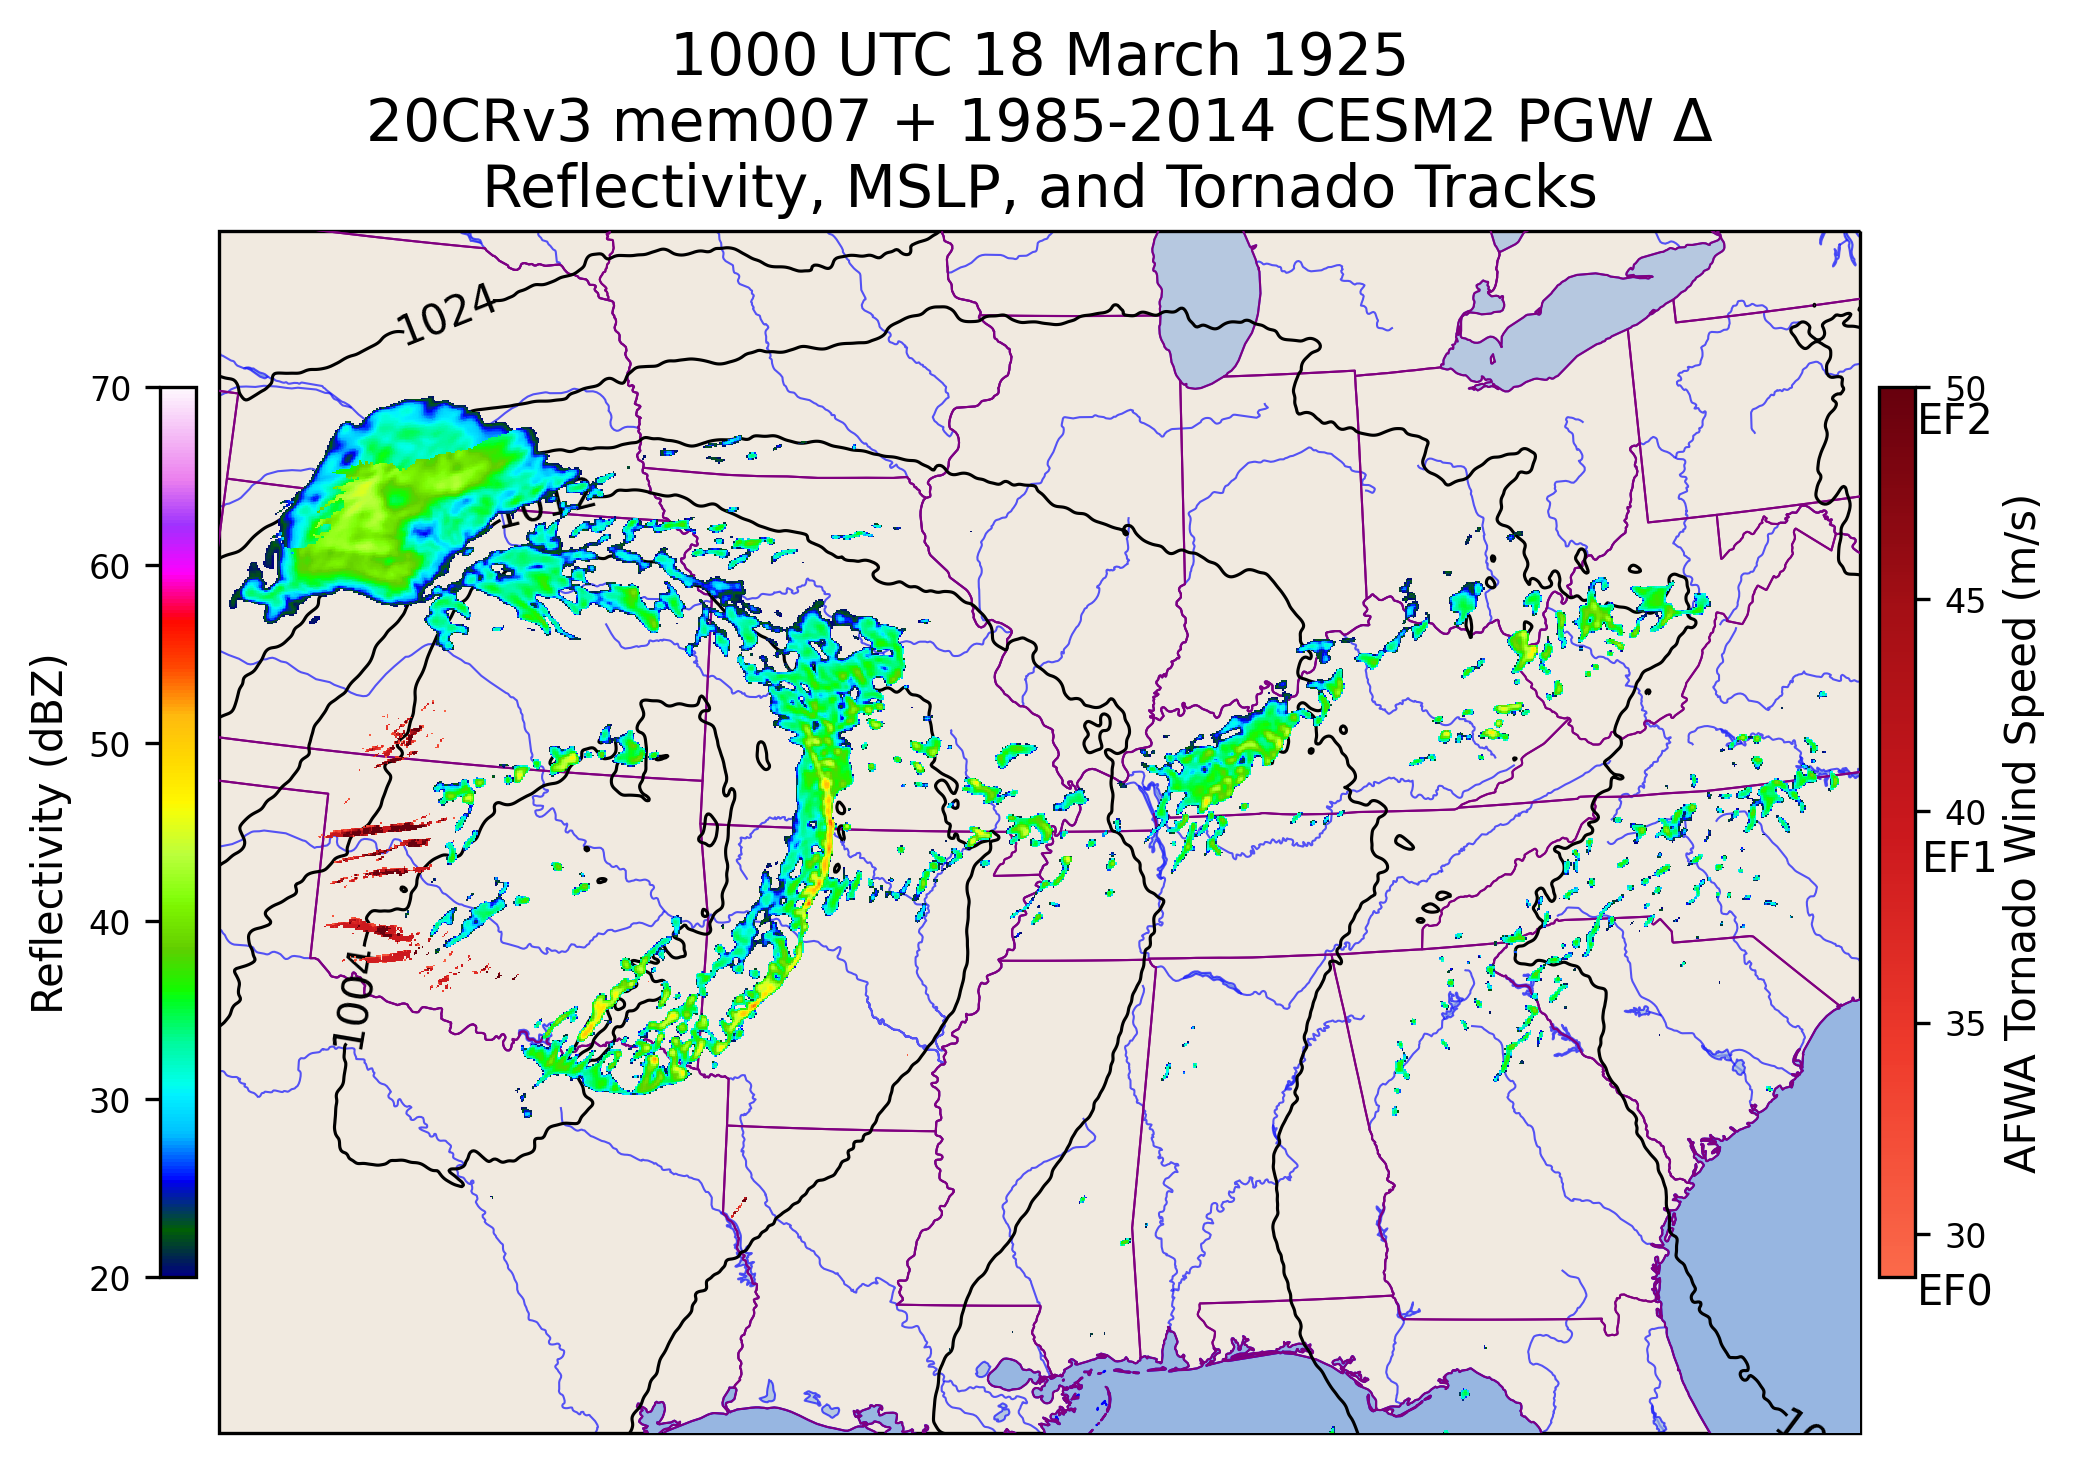 1000 UTC 18 March 1925
20CRv3 mem007 + 1985-2014 CESM2 PGW Δ
Reflectivity, MSLP, and Tornado Tracks
1024
1012
1004
70
60
50
40
30
20
Reflectivity (dBZ)
50
EF2
45
40
EF1
35
30
EF0
AFWA Tornado Wind Speed (m/s)